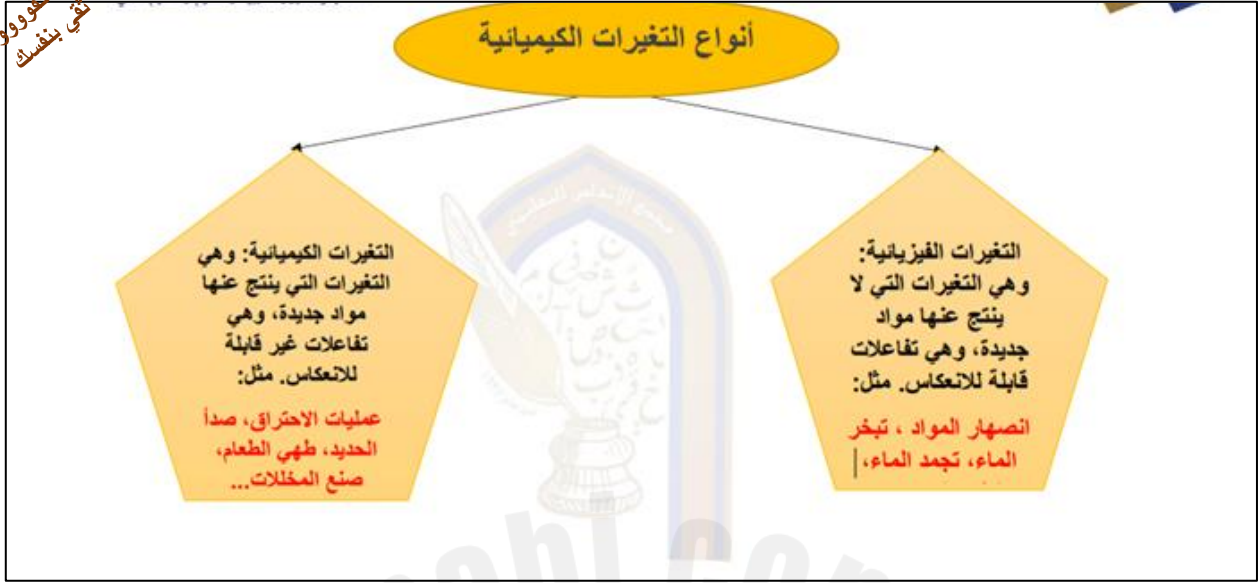 ثقي بنفسك
أنواع التغيرات الكيميائية
التغيرات الفيزيائية:
وهي التغيرات التي لا
ينتج عنها مواد
جديدة، وهي تفاعلات
قابلة للانعكاس. مثل:
انصهار المواد ، تبخر
الماء، تجمد الماء،
التغيرات الكيميائية: وهي
التغيرات التي ينتج عنها
مواد جديدة، وهي
تفاعلات غير قابلة
للانعكاس. مثل:
عمليات الاحتراق، صدأ
الحديد، طهي الطعام،
صنع المخللات...